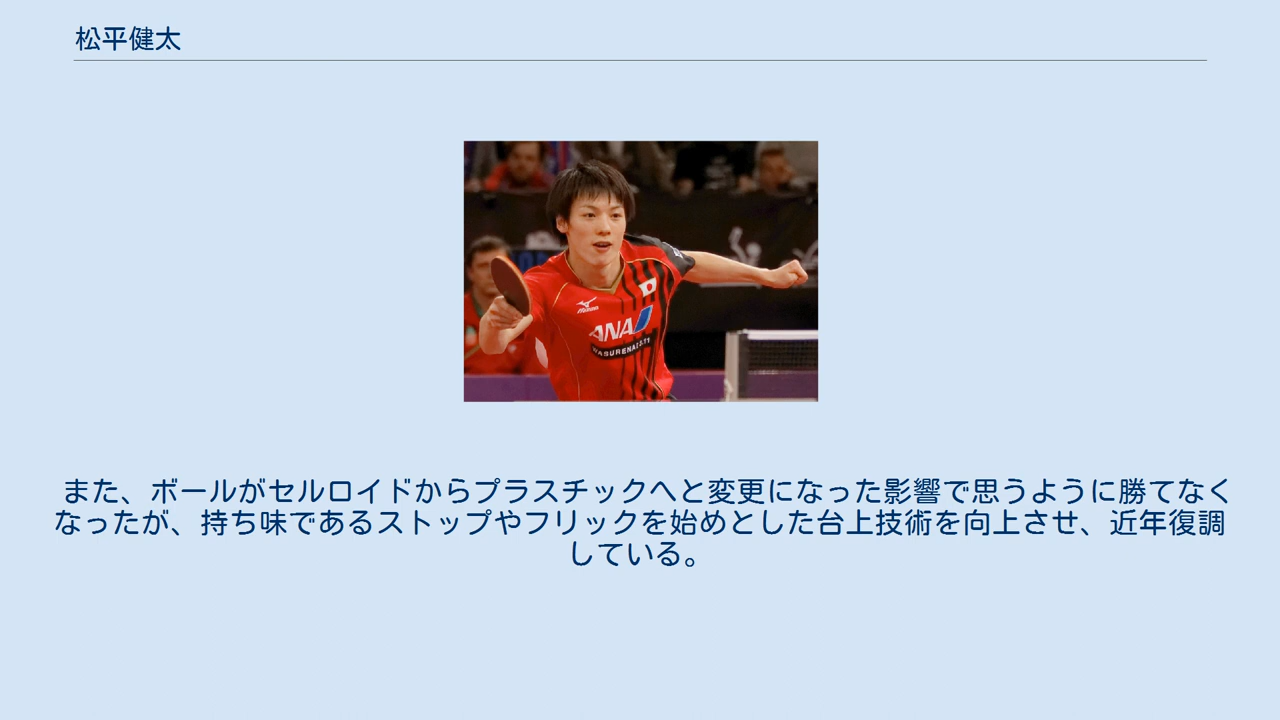 松平健太
Mizuno
ANA
また、ボールがセルロイドからプラスチックへと変更になった影響で思うように勝てなく
なったが、持ち味であるストップやフリックを始めとした台上技術を向上させ、近年復調
している。